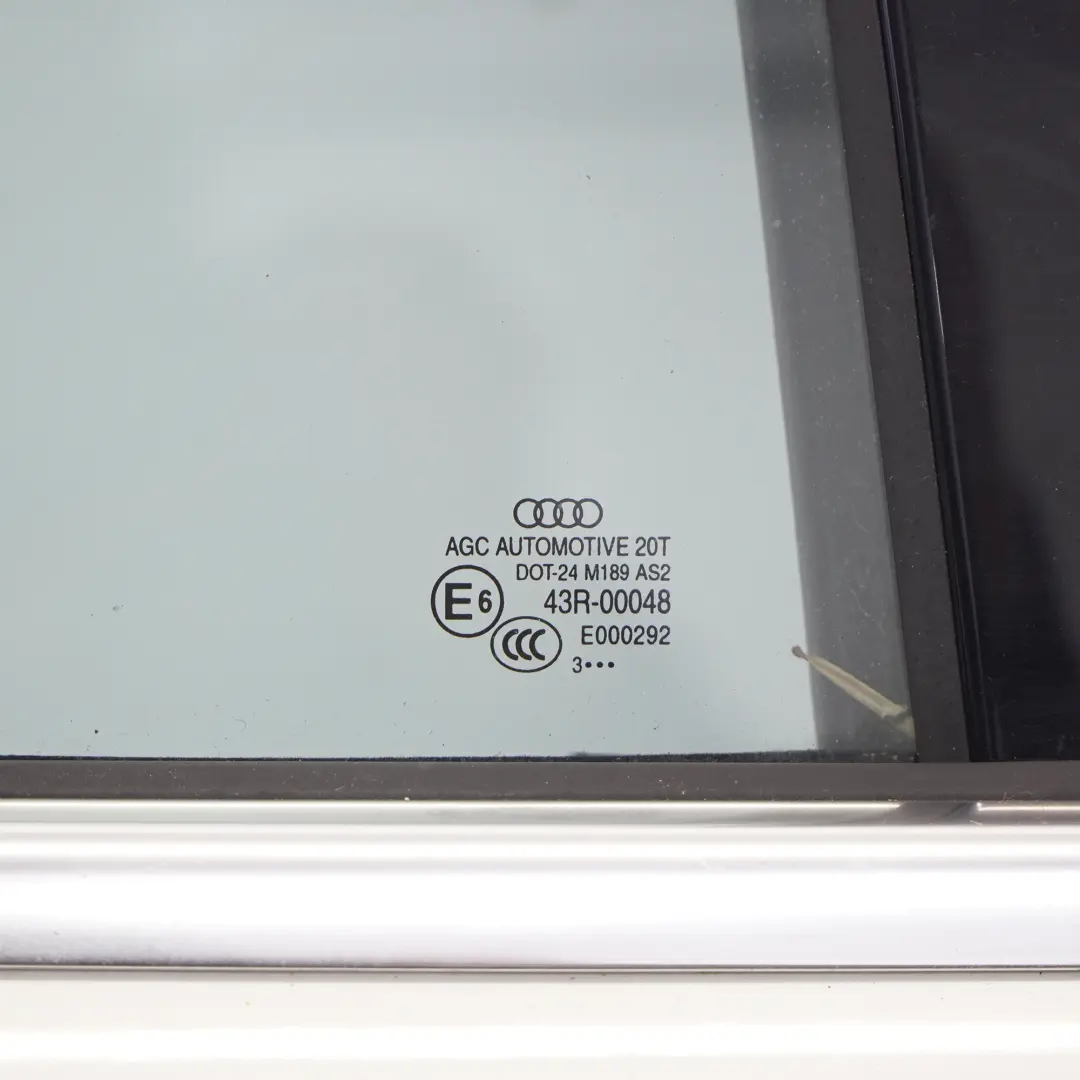 AGC AUTOMOTIVE 20T
DOT-24 M189 AS2
E6 43R-00048
CCC E000292
3•••